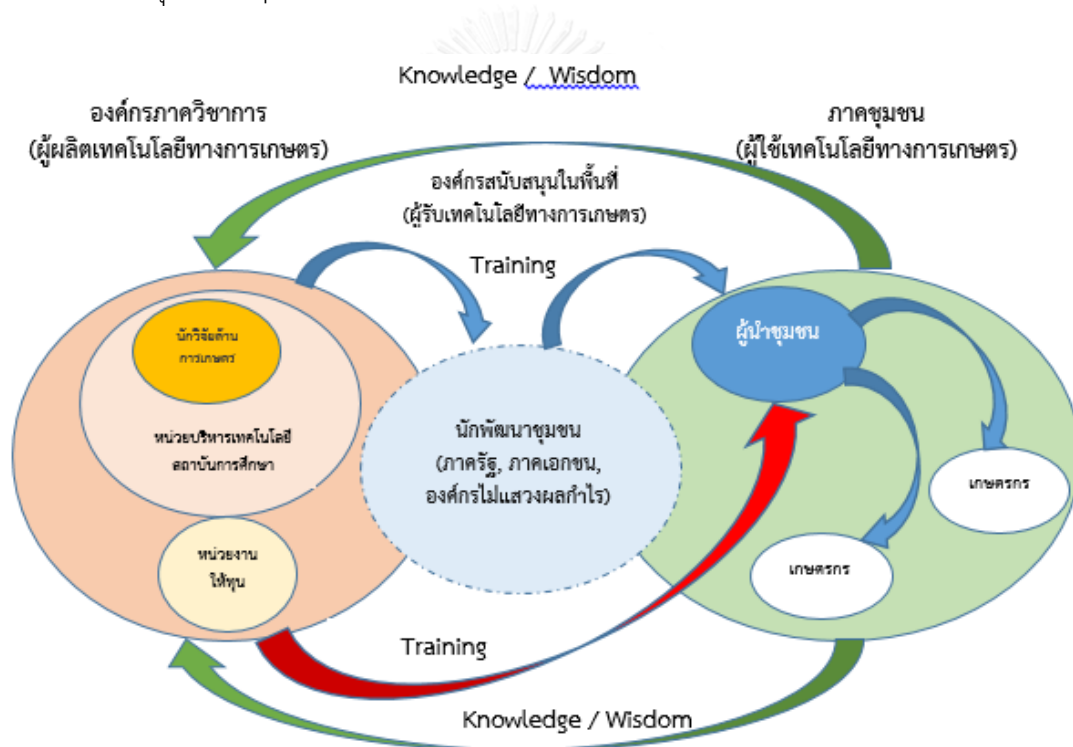 Knowledge / Wisdom
องค์กรภาควิชาการ
(ผู้ผลิตเทคโนโลยีทางการเกษตร)
ภาคชุมชน
(ผู้ใช้เทคโนโลยีทางการเกษตร)
องค์กรสนับสนุนในพื้นที่
(ผู้รับเทคโนโลยีทางการเกษตร)
Training
นักวิจัยด้าน
การเกษตร
หน่วยบริหารเทคโนโลยี
สถาบันการศึกษา
หน่วยงาน
ให้ทุน
นักพัฒนาชุมชน
(ภาครัฐ, ภาคเอกชน,
องค์กรไม่แสวงผลกำไร)
ผู้นำชุมชน
เกษตรกร
เกษตรกร
Training
Knowledge / Wisdom